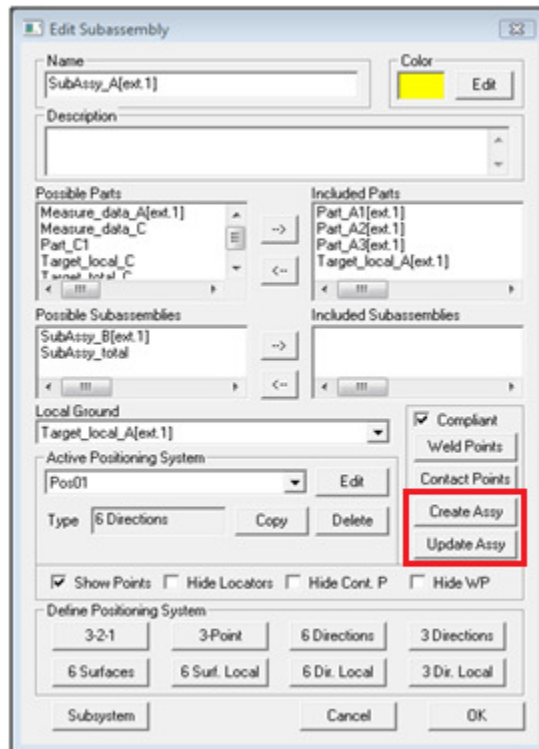 Edit Subassembly
Name
SubAssy_A[ext.1]
Color
Edit
Description
Possible Parts
Measure_data_A[ext.1]
Measure_data_C
Part_C1
Target_local_C
Target_total_C
-->
<--
Included Parts
Part_A1[ext.1]
Part_A2[ext.1]
Part_A3[ext.1]
Target_local_A[ext.1]
Possible Subassemblies
SubAssy_B[ext.1]
SubAssy_total
-->
<--
Included Subassemblies
Local Ground
Target_local_A[ext.1]
Compliant
Weld Points
Contact Points
Create Assy
Update Assy
Active Positioning System
Pos01
Edit
Type 6 Directions Copy Delete
Show Points Hide Locators Hide Cont. P Hide WP
Define Positioning System
3-2-1 3-Point 6 Directions 3 Directions
6 Surfaces 6 Surf. Local 6 Dir. Local 3 Dir. Local
Subsystem Cancel OK